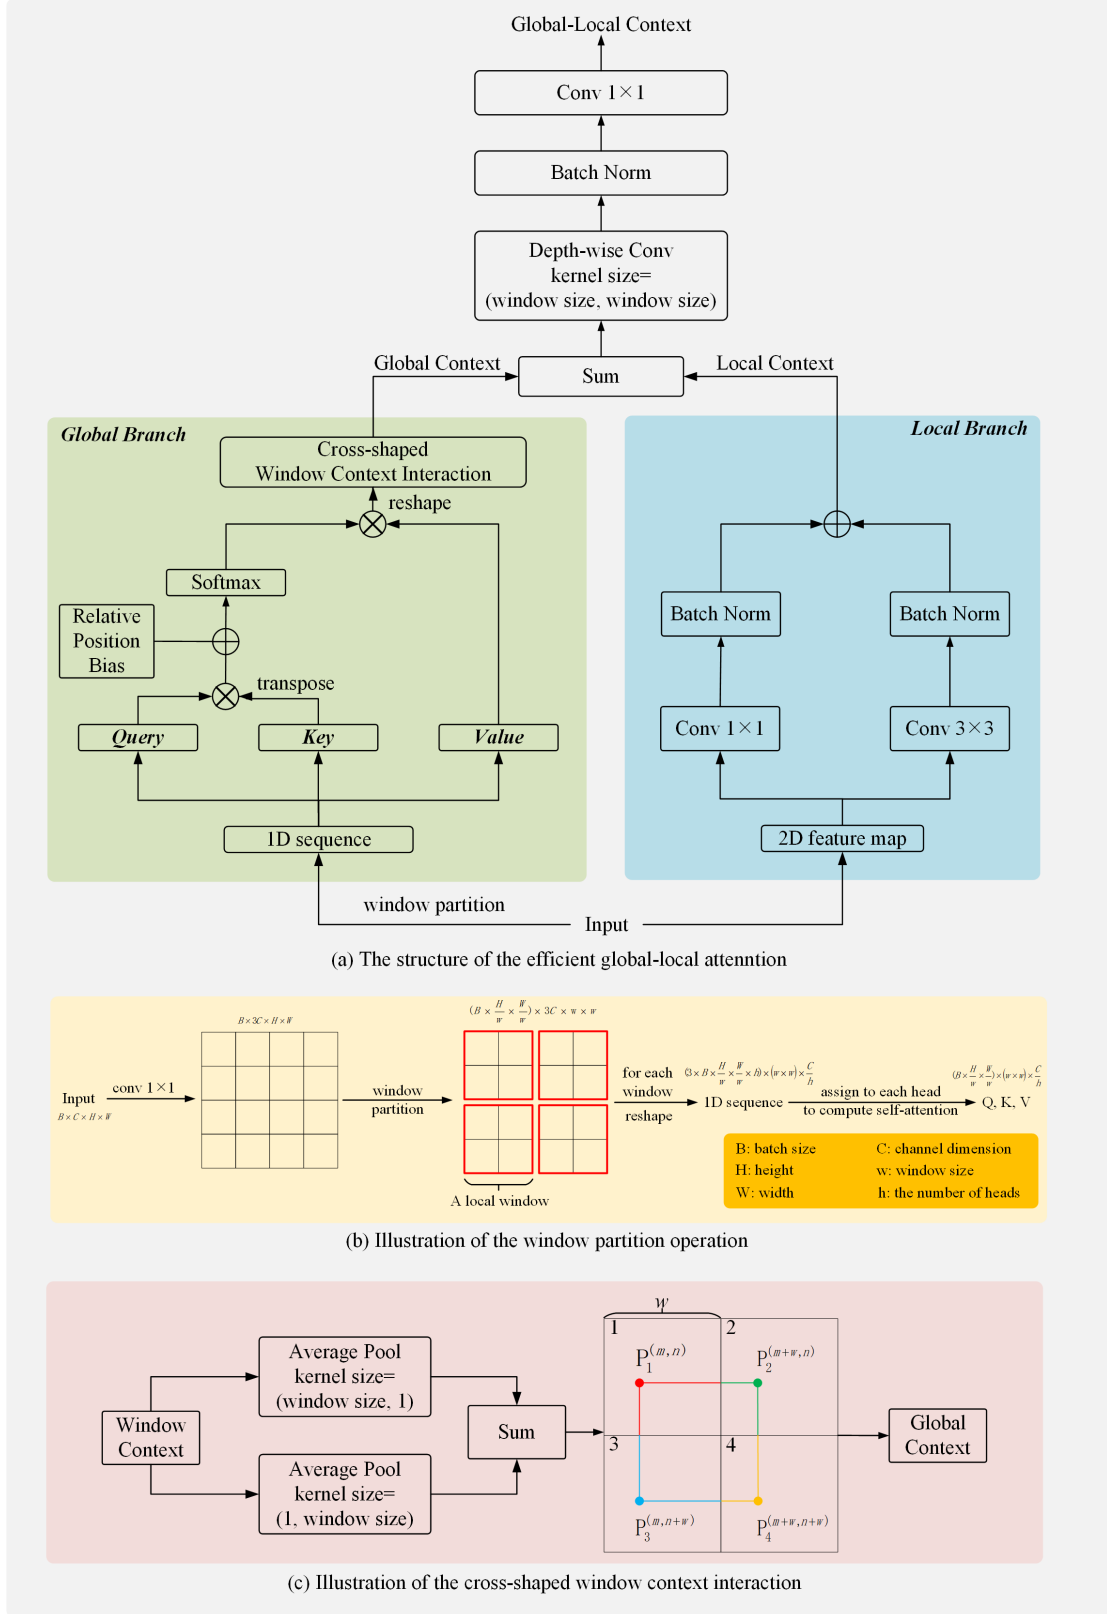 Global-Local Context
Conv 1×1
Batch Norm
Depth-wise Conv
kernel size=
(window size, window size)
Global Context
Sum
Local Context
Global Branch
Cross-shaped
Window Context Interaction
reshape
Softmax
Relative
Position
Bias
transpose
Query
Key
Value
1D sequence
Local Branch
Batch Norm
Batch Norm
Conv 1×1
Conv 3×3
2D feature map
window partition
Input
(a) The structure of the efficient global-local attenntion
B×3C×H×W
(B×H/w×W/w)×3C×w×w
Input
B×C×H×W
conv 1×1
window
partition
A local window
for each
window
reshape
(3×B×H/w×W/w×h)×(w×w)×C/h
1D sequence
assign to each head
to compute self-attention
(B×H/w×W/w)×(w×w)×C/h
Q, K, V
B: batch size
C: channel dimension
H: height
w: window size
W: width
h: the number of heads
(b) Illustration of the window partition operation
Window
Context
Average Pool
kernel size=
(window size, 1)
Average Pool
kernel size=
(1, window size)
Sum
w
1
2
P1(m,n)
P2(m+w,n)
3
4
P3(m,n+w)
P4(m+w,n+w)
Global
Context
(c) Illustration of the cross-shaped window context interaction